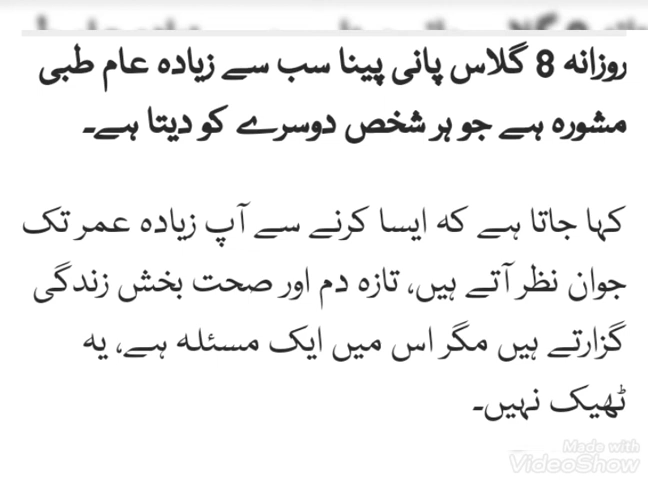 روزانہ 8 گلاس پانی پینا سب سے زیادہ عام طبی
مشورہ ہے جو ہر شخص دوسرے کو دیتا ہے۔
کہا جاتا ہے کہ ایسا کرنے سے آپ زیادہ عمر تک
جوان نظر آتے ہیں، تازہ دم اور صحت بخش زندگی
گزارتے ہیں مگر اس میں ایک مسئلہ ہے، یہ
ٹھیک نہیں۔
Made with
VideoShow